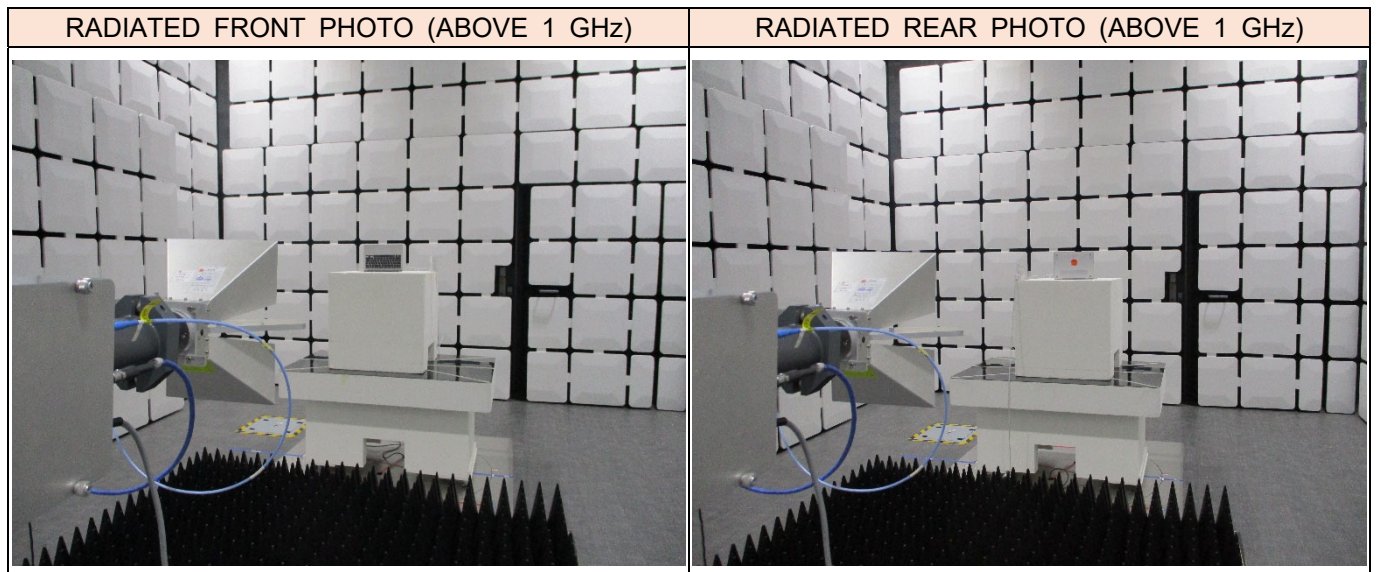 RADIATED FRONT PHOTO (ABOVE 1 GHz)
RADIATED REAR PHOTO (ABOVE 1 GHz)